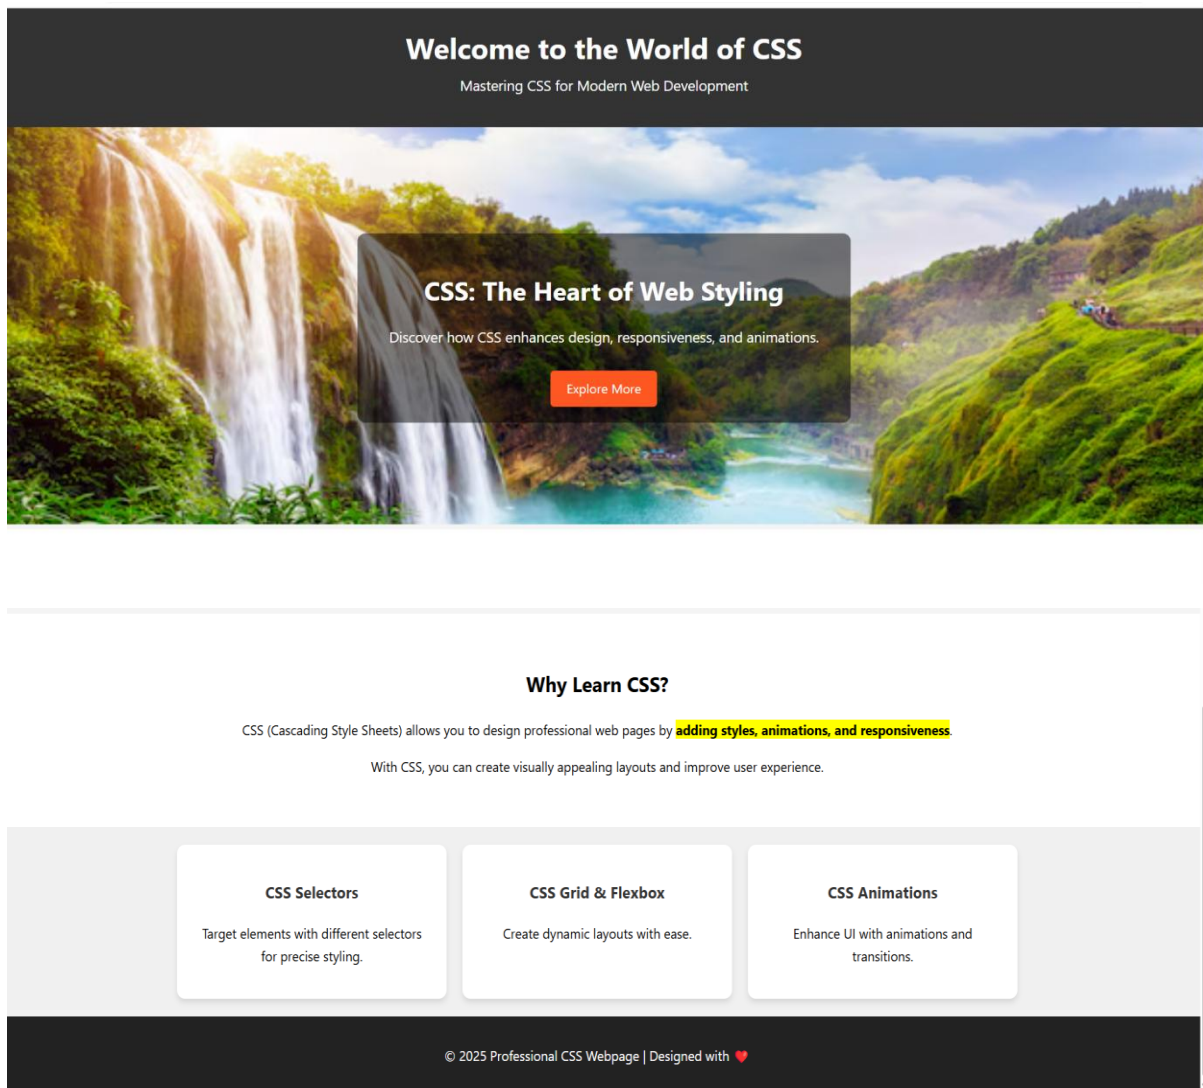 Welcome to the World of CSS
Mastering CSS for Modern Web Development
CSS: The Heart of Web Styling
Discover how CSS enhances design, responsiveness, and animations.
Explore More
Why Learn CSS?
CSS (Cascading Style Sheets) allows you to design professional web pages by adding styles, animations, and responsiveness.
With CSS, you can create visually appealing layouts and improve user experience.
CSS Selectors
Target elements with different selectors
for precise styling.
CSS Grid & Flexbox
Create dynamic layouts with ease.
CSS Animations
Enhance UI with animations and
transitions.
© 2025 Professional CSS Webpage | Designed with ❤️